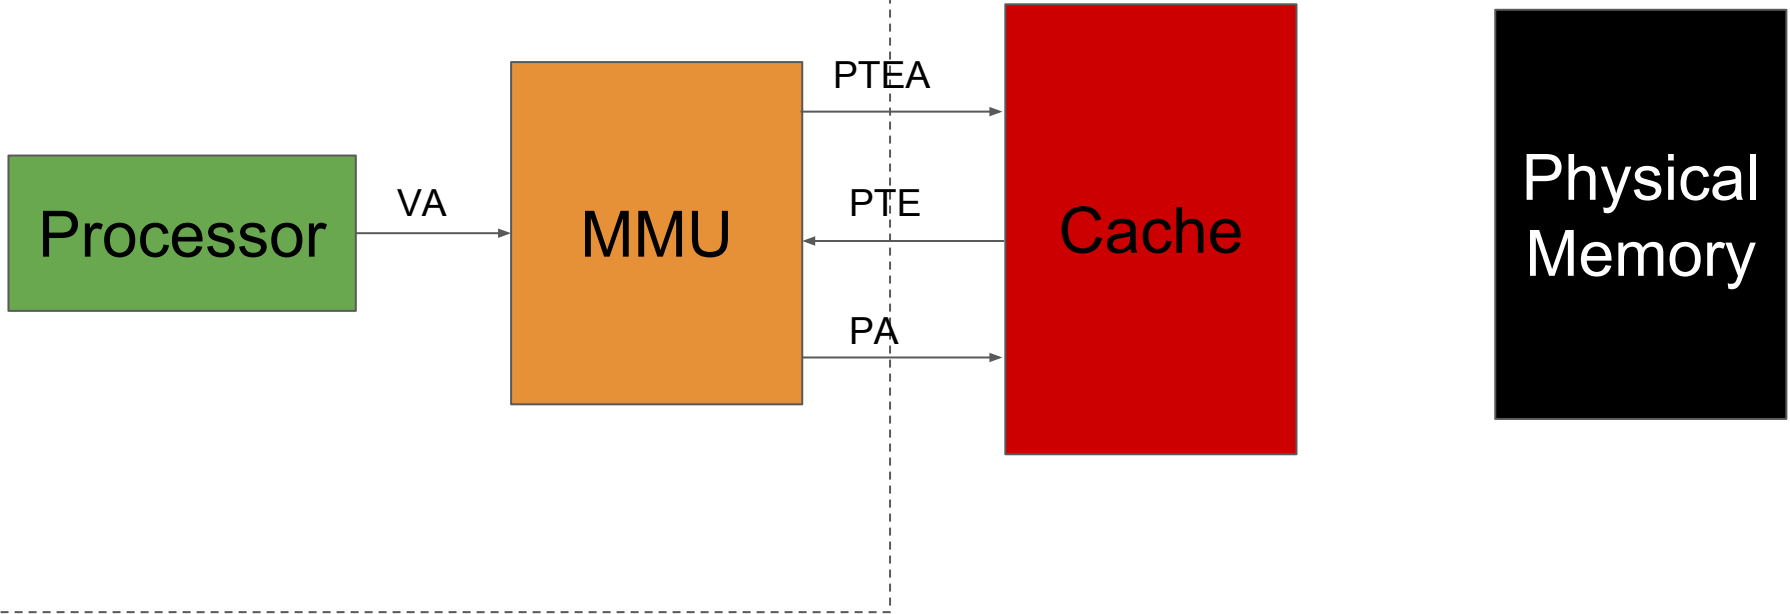 Processor
VA
MMU
PTEA
PTE
PA
Cache
Physical
Memory